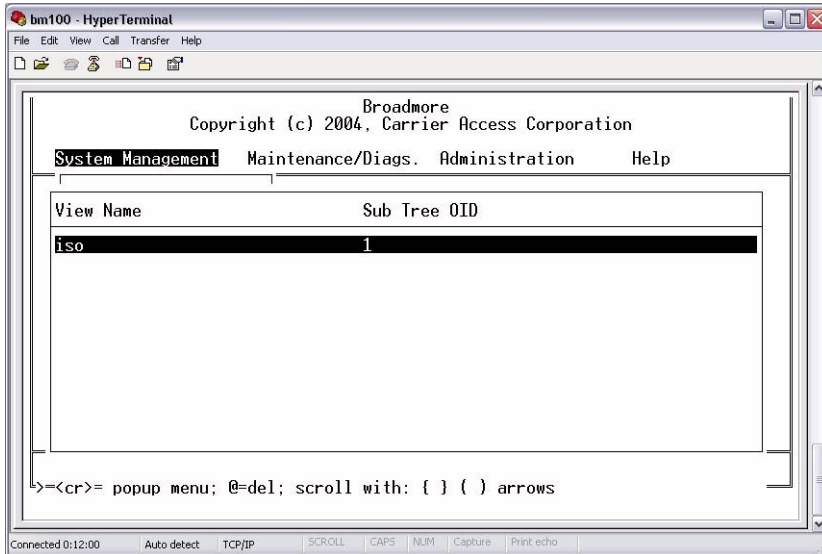 bm100 - HyperTerminal
File Edit View Call Transfer Help
Broadmore
Copyright (c) 2004, Carrier Access Corporation
System Management Maintenance/Diags. Administration Help
View Name Sub Tree OID
iso 1
>=<cr>= popup menu; @=del; scroll with: { } ( ) arrows
Connected 0:12:00 Auto detect TCP/IP SCROLL CAPS NUM Capture Print echo